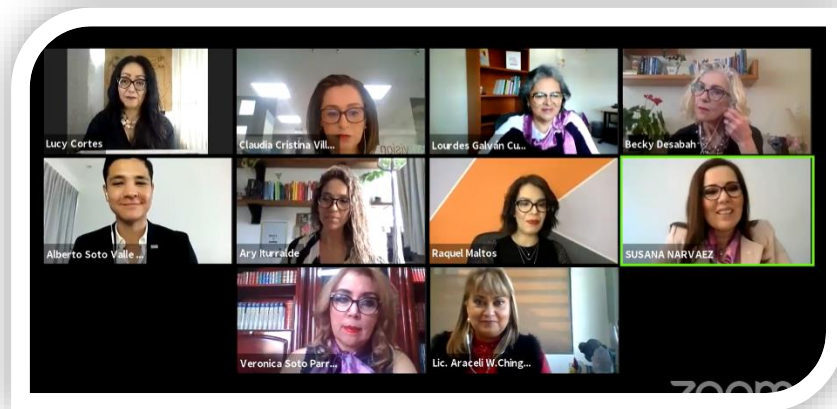 Lucy Cortes
Claudia Cristina Vill...
Lourdes Galván Cu...
Becky Desabah
Alberto Soto Valle ...
Ary Iturralde
Raquel Maltos
SUSANA NARVAEZ
Veronica Soto Parr...
Lic. Araceli W.Ching...
zoom